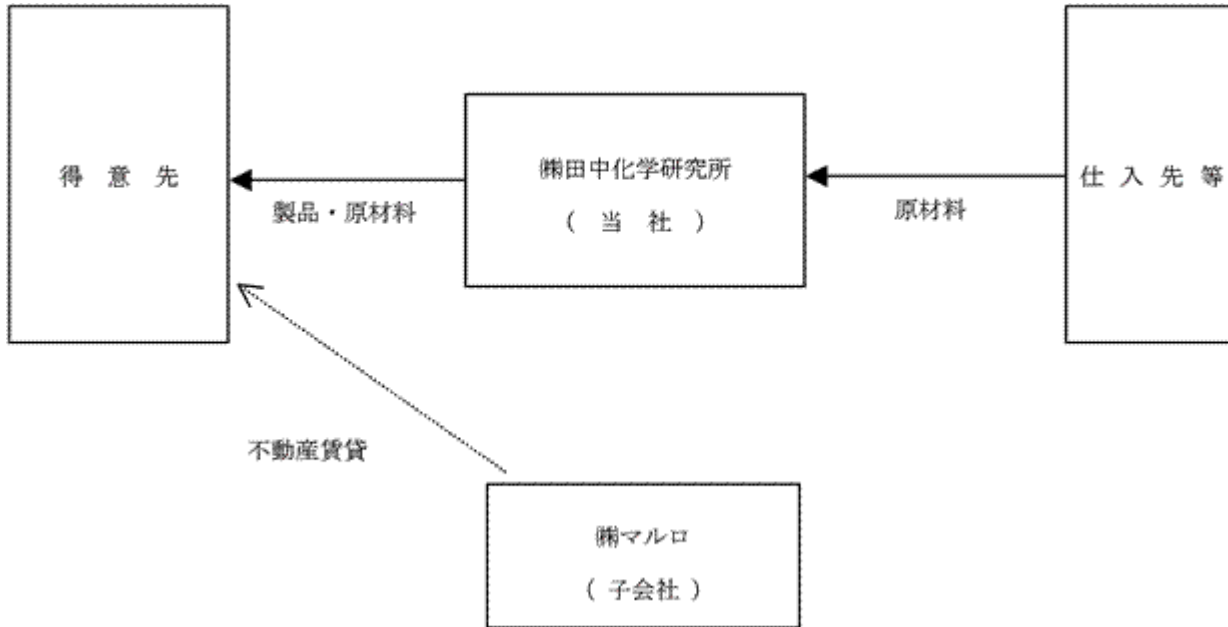 得意先
㈱田中化学研究所
(当社)
仕入先等
製品・原材料
原材料
不動産賃貸
㈱マルロ
(子会社)